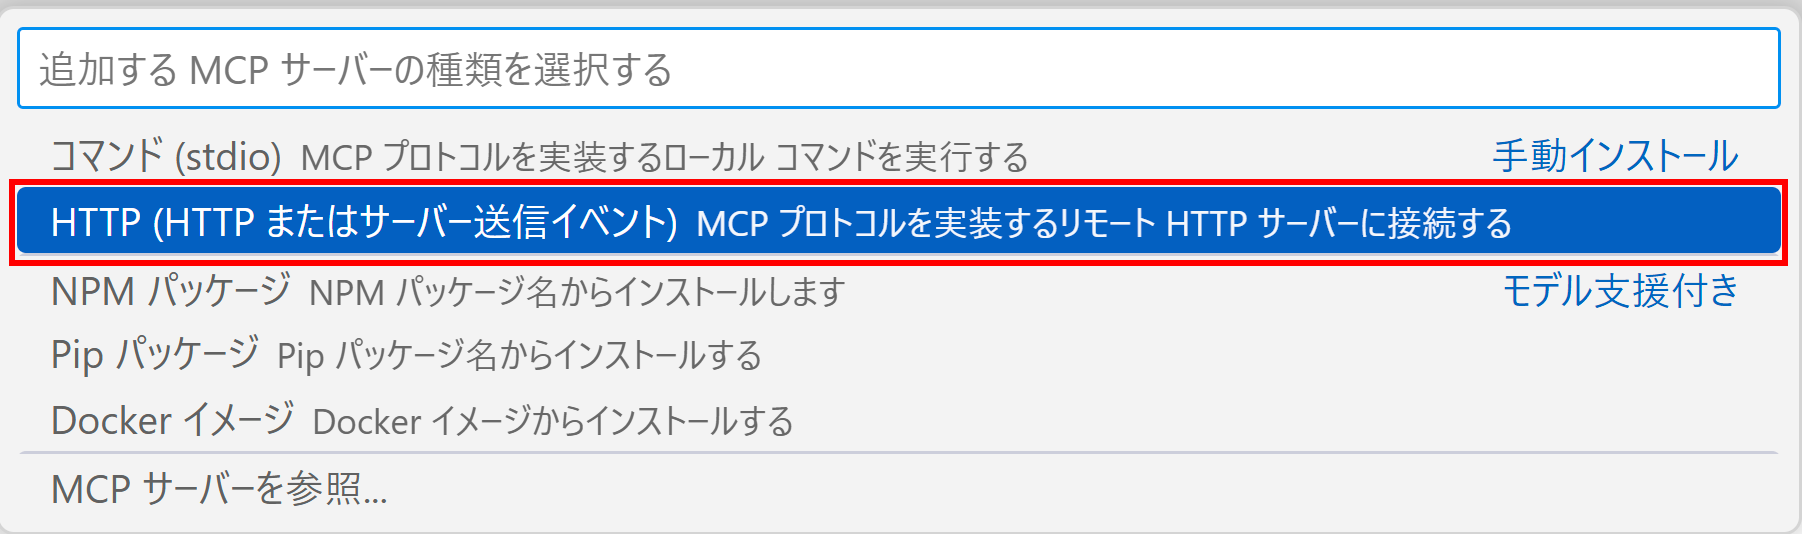 追加する MCP サーバーの種類を選択する
コマンド (stdio) MCP プロトコルを実装するローカル コマンドを実行する 手動インストール
HTTP (HTTP またはサーバー送信イベント) MCP プロトコルを実装するリモート HTTP サーバーに接続する
NPM パッケージ NPM パッケージ名からインストールします モデル支援付き
Pip パッケージ Pip パッケージ名からインストールする
Docker イメージ Docker イメージからインストールする
MCP サーバーを参照...